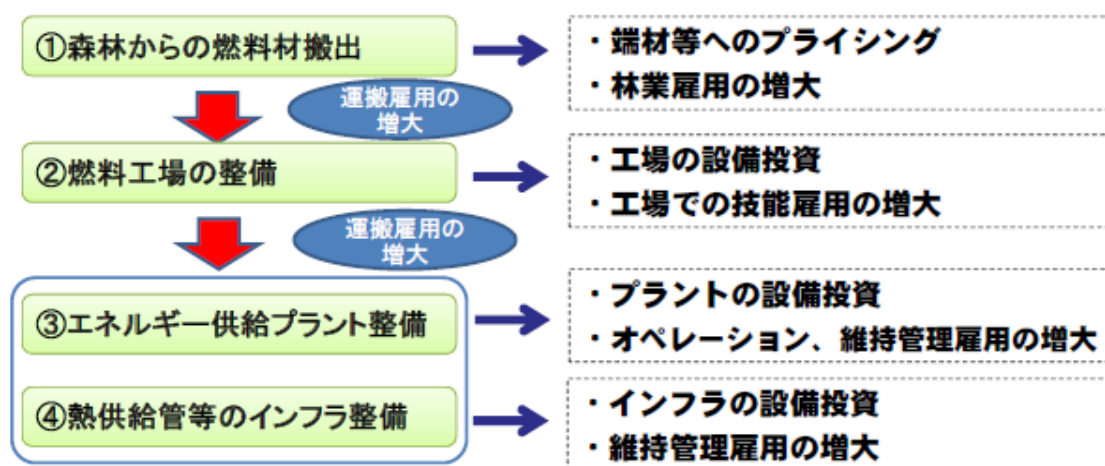 ①森林からの燃料材搬出
・端材等へのプライシング
・林業雇用の増大
運搬雇用の
増大
②燃料工場の整備
・工場の設備投資
・工場での技能雇用の増大
運搬雇用の
増大
③エネルギー供給プラント整備
・プラントの設備投資
・オペレーション、維持管理雇用の増大
④熱供給管等のインフラ整備
・インフラの設備投資
・維持管理雇用の増大